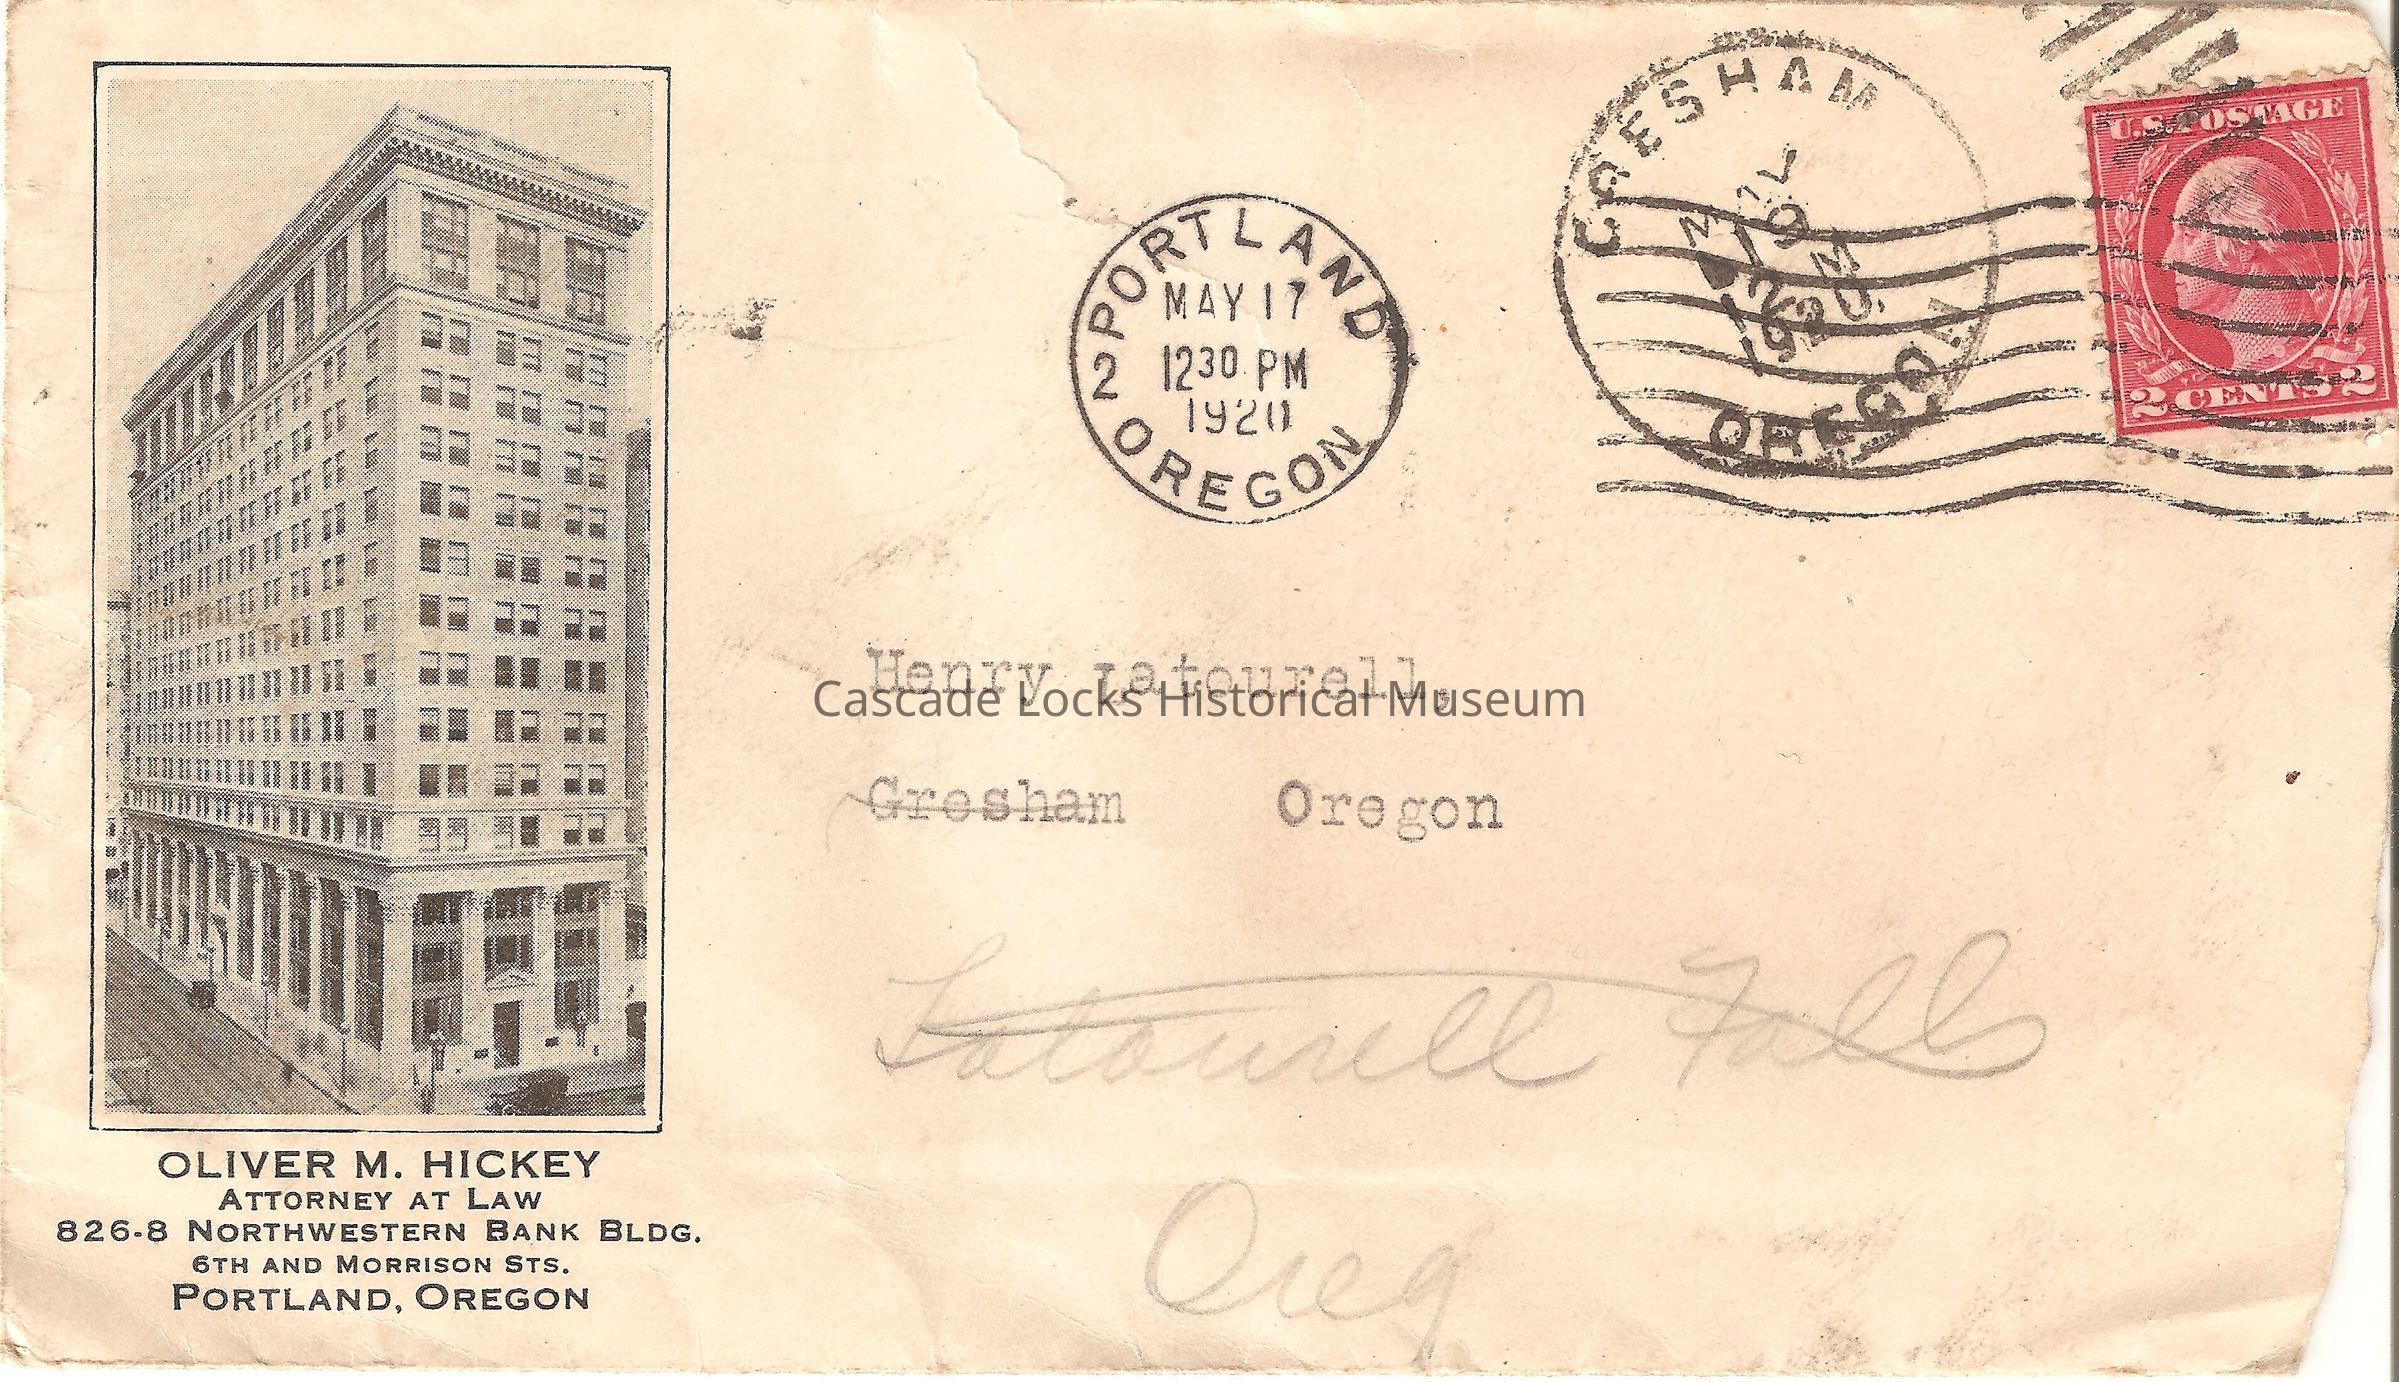 OLIVER M. HICKEY
ATTORNEY AT LAW
826-8 NORTHWESTERN BANK BLDG.
6TH AND MORRISON STS.
PORTLAND, OREGON
PORTLAND
MAY 17
12 30 PM
1920
2
OREGON
GRESHAM
M
1920
OREGON
U.S. POSTAGE
2 CENTS 2
Henry Latourell,
Cascade Locks Historical Museum
Gresham Oregon
Latourell Falls
Oreg